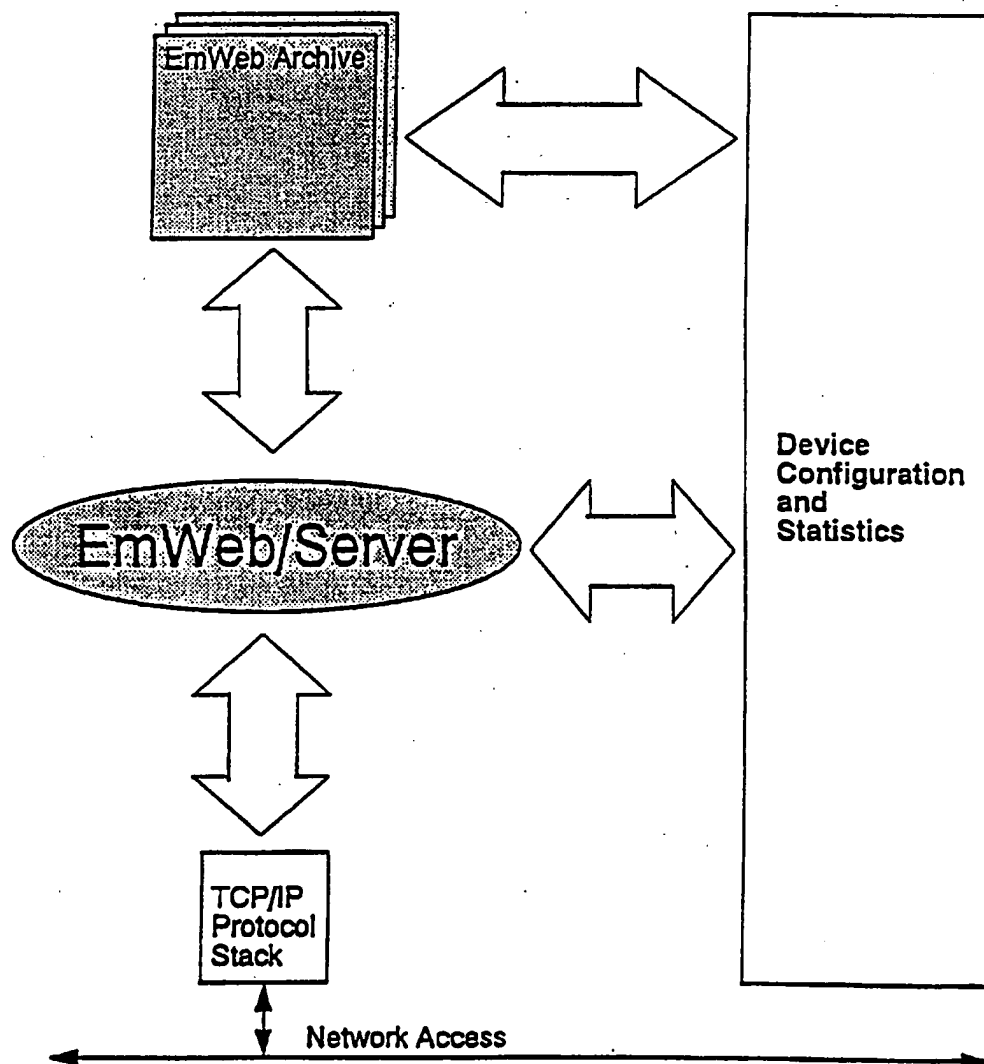 EmWeb Archive
Device
Configuration
and
Statistics
EmWeb/Server
TCP/IP
Protocol
Stack
Network Access